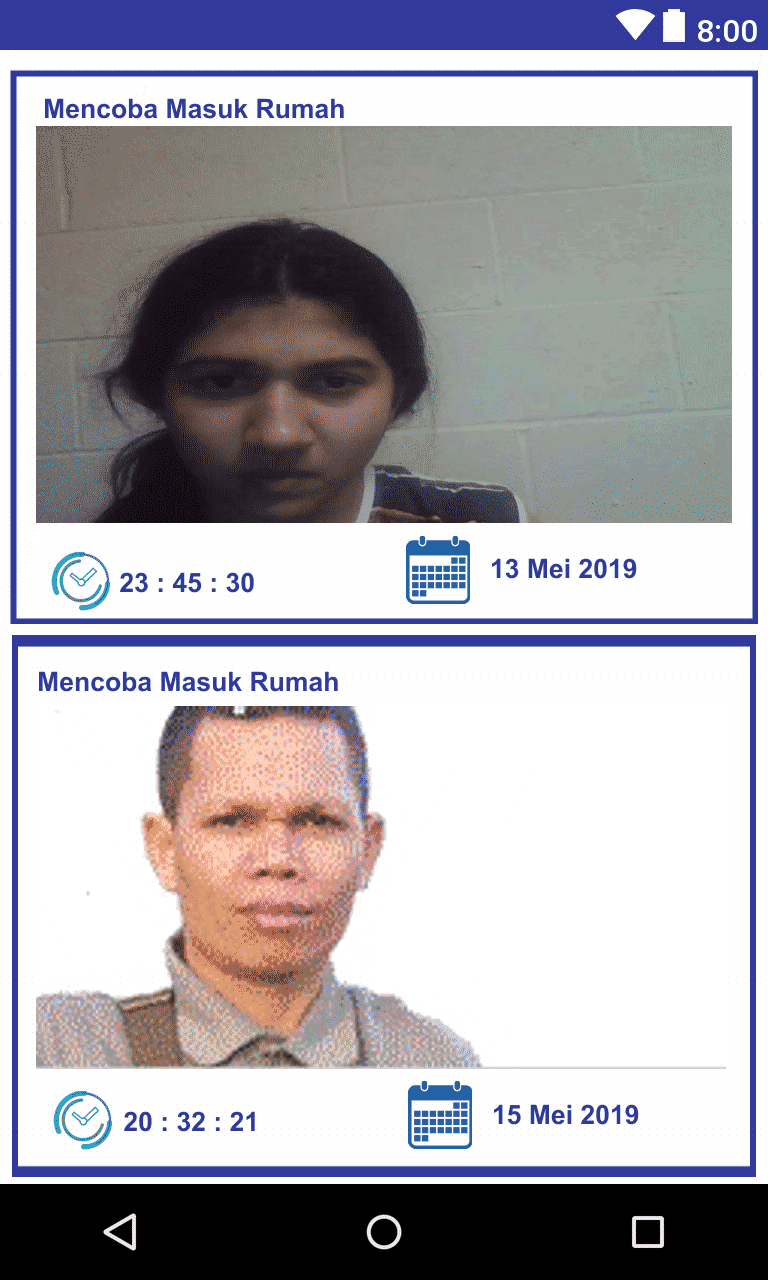 8:00
Mencoba Masuk Rumah
23 : 45 : 30
13 Mei 2019
Mencoba Masuk Rumah
20 : 32 : 21
15 Mei 2019